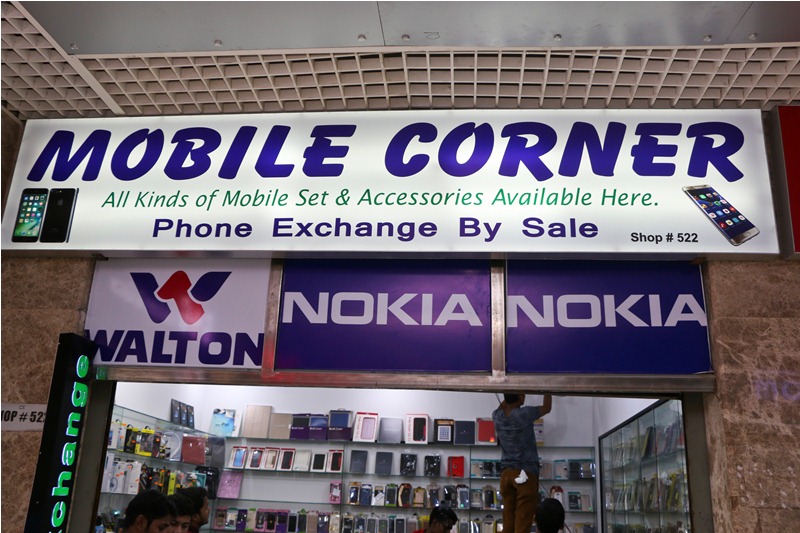 MOBILE CORNER
All Kinds of Mobile Set & Accessories Available Here.
Phone Exchange By Sale
Shop # 522
WALTON
NOKIA
NOKIA
xchange